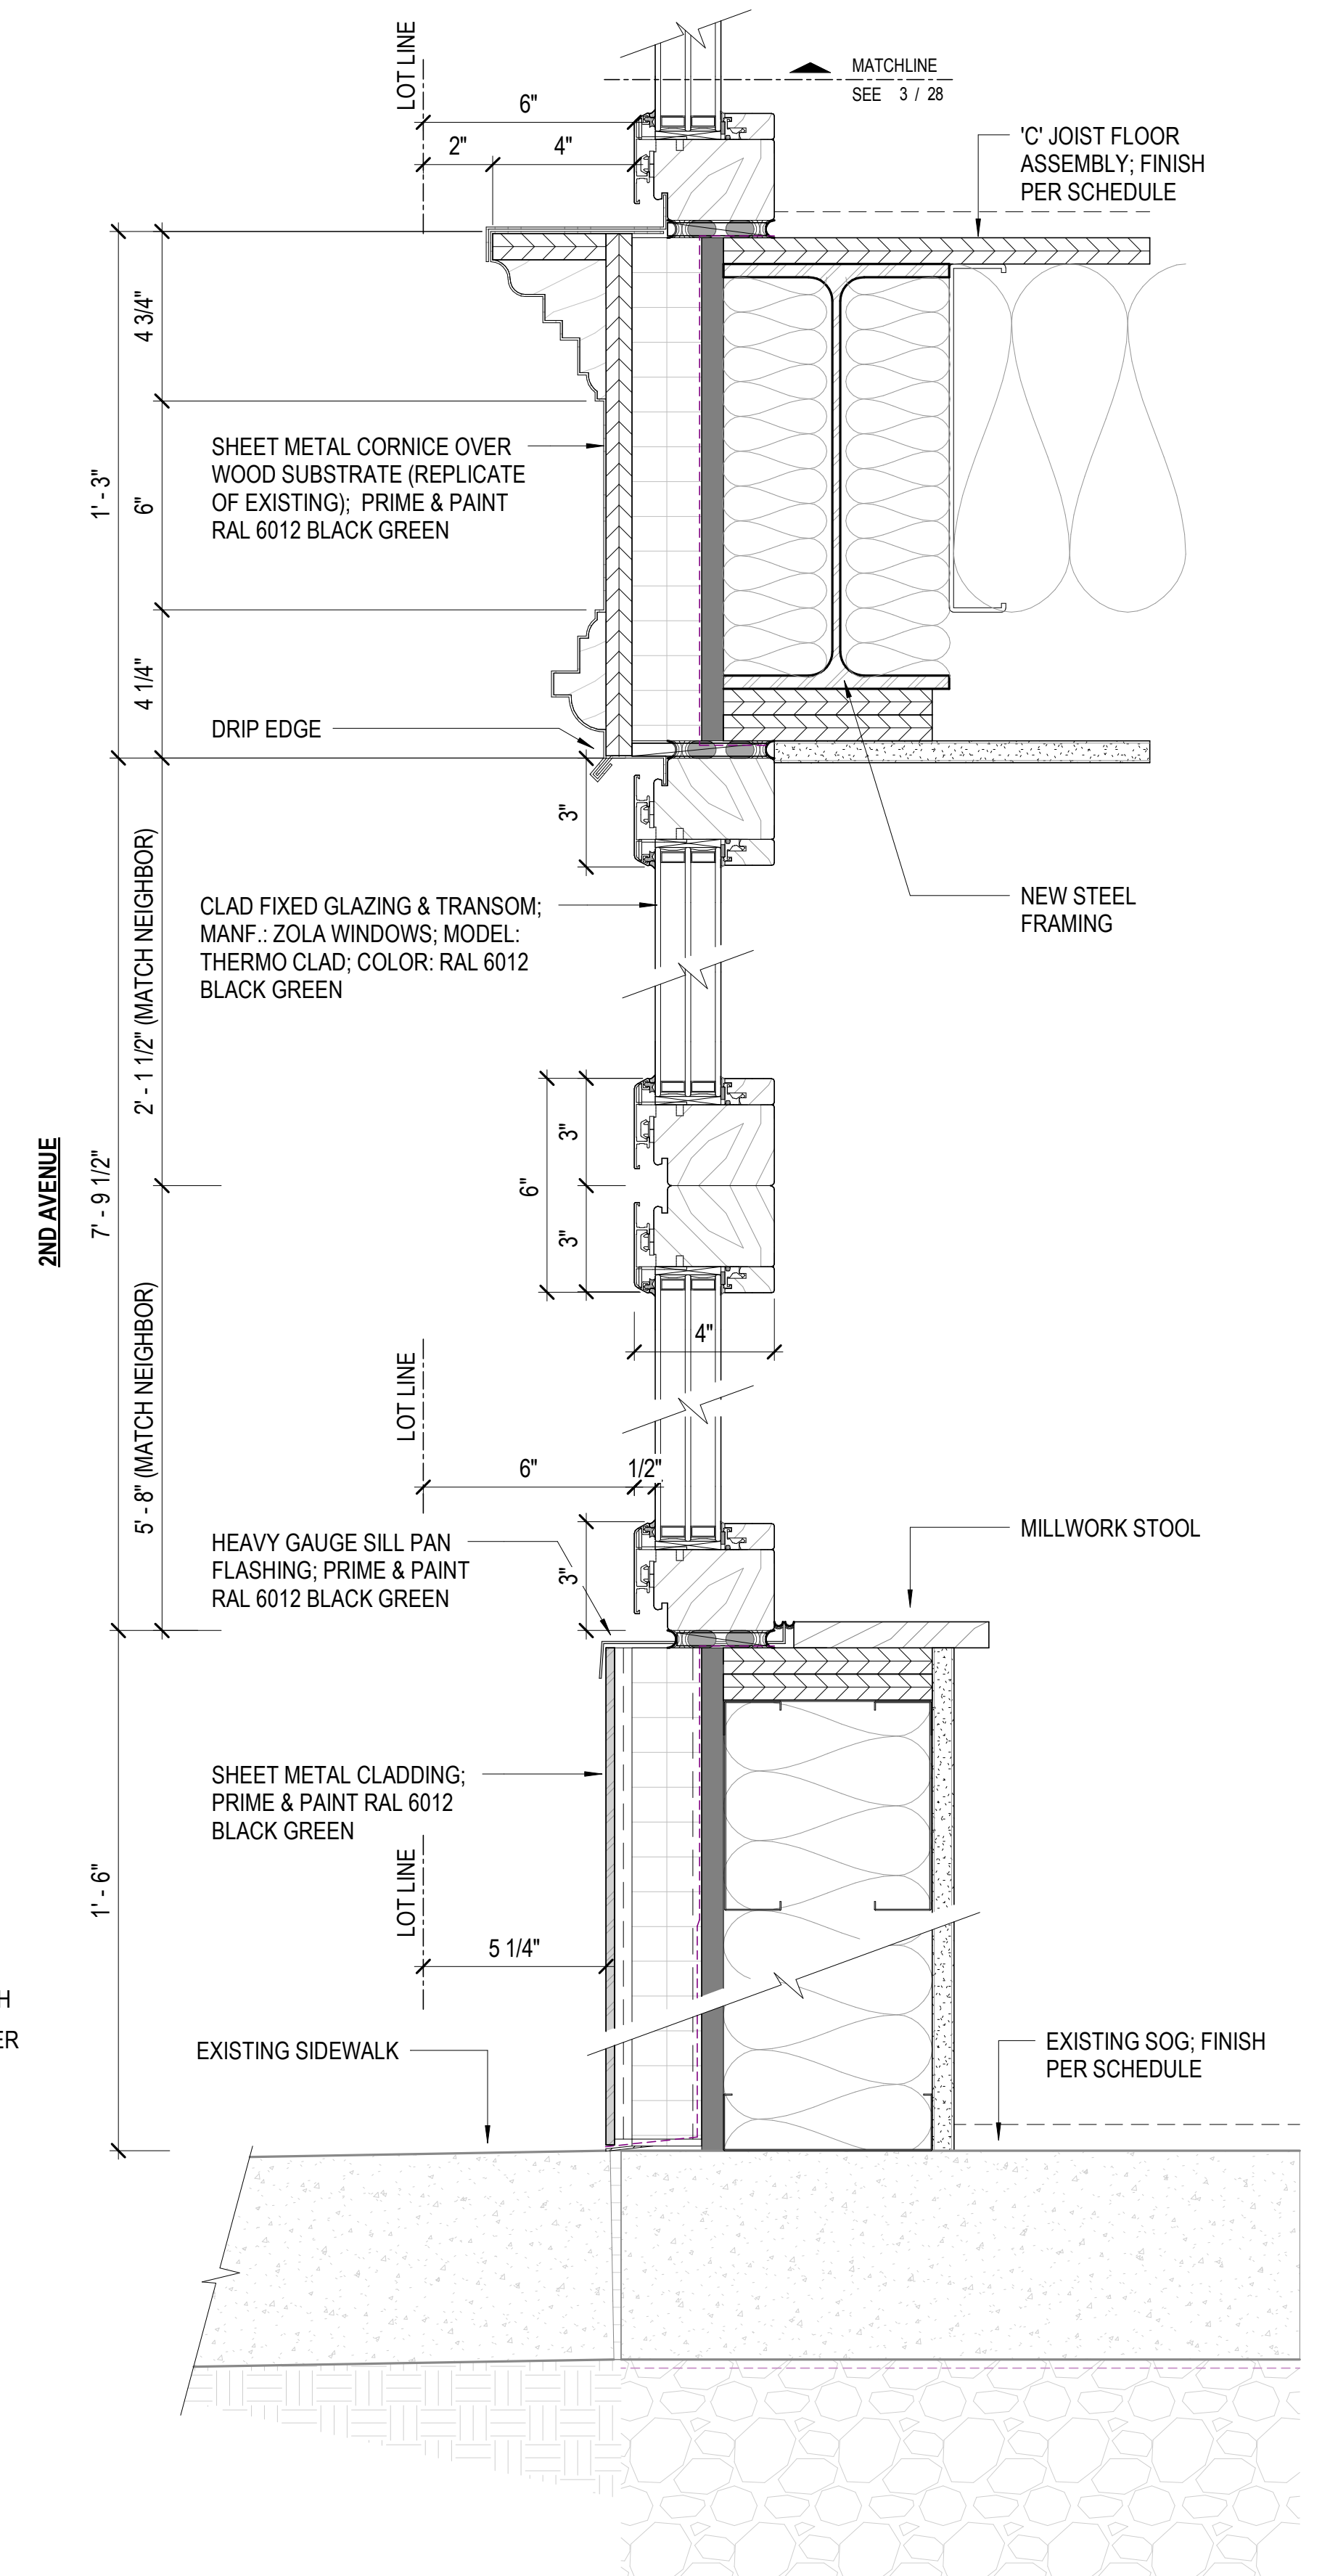 LOT LINE
MATCHLINE
SEE 3 / 28
6"
2"
4"
'C' JOIST FLOOR
ASSEMBLY; FINISH
PER SCHEDULE
4 3/4"
1' - 3"
6"
4 1/4"
SHEET METAL CORNICE OVER
WOOD SUBSTRATE (REPLICATE
OF EXISTING); PRIME & PAINT
RAL 6012 BLACK GREEN
DRIP EDGE
3"
NEW STEEL
FRAMING
CLAD FIXED GLAZING & TRANSOM;
MANF.: ZOLA WINDOWS; MODEL:
THERMO CLAD; COLOR: RAL 6012
BLACK GREEN
2' - 1 1/2" (MATCH NEIGHBOR)
2ND AVENUE
7' - 9 1/2"
6"
3"
3"
4"
5' - 8" (MATCH NEIGHBOR)
LOT LINE
6"
1/2"
HEAVY GAUGE SILL PAN
FLASHING; PRIME & PAINT
RAL 6012 BLACK GREEN
3"
MILLWORK STOOL
SHEET METAL CLADDING;
PRIME & PAINT RAL 6012
BLACK GREEN
1' - 6"
LOT LINE
5 1/4"
H
ER
EXISTING SIDEWALK
EXISTING SOG; FINISH
PER SCHEDULE